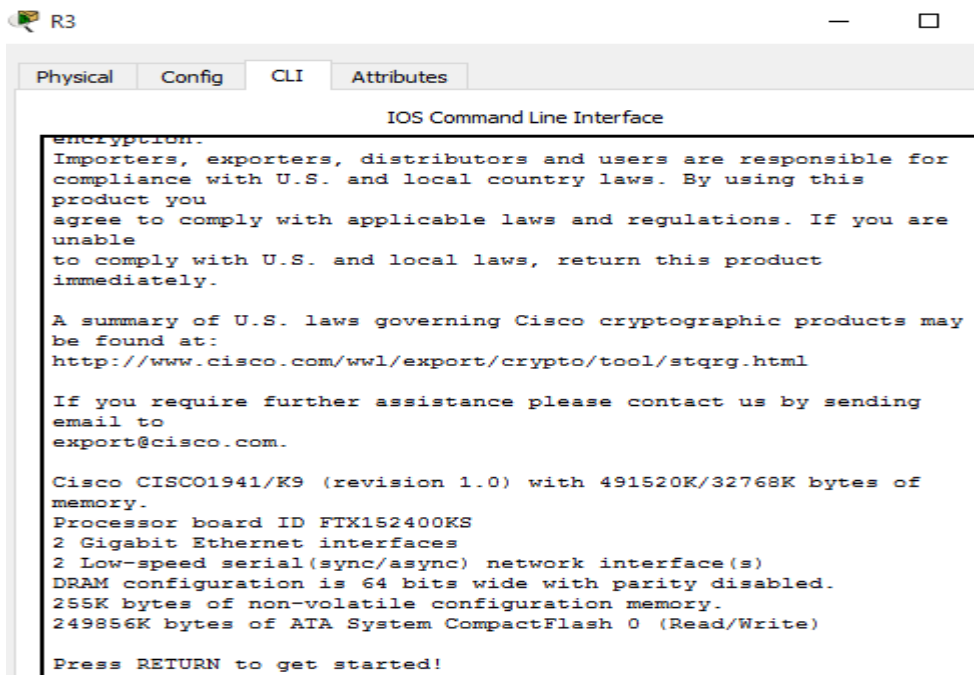 R3
Physical Config CLI Attributes
IOS Command Line Interface
encryption.
Importers, exporters, distributors and users are responsible for
compliance with U.S. and local country laws. By using this
product you
agree to comply with applicable laws and regulations. If you are
unable
to comply with U.S. and local laws, return this product
immediately.
A summary of U.S. laws governing Cisco cryptographic products may
be found at:
http://www.cisco.com/wwl/export/crypto/tool/stqrg.html
If you require further assistance please contact us by sending
email to
export@cisco.com.
Cisco CISCO1941/K9 (revision 1.0) with 491520K/32768K bytes of
memory.
Processor board ID FTX152400KS
2 Gigabit Ethernet interfaces
2 Low-speed serial(sync/async) network interface(s)
DRAM configuration is 64 bits wide with parity disabled.
255K bytes of non-volatile configuration memory.
249856K bytes of ATA System CompactFlash 0 (Read/Write)
Press RETURN to get started!